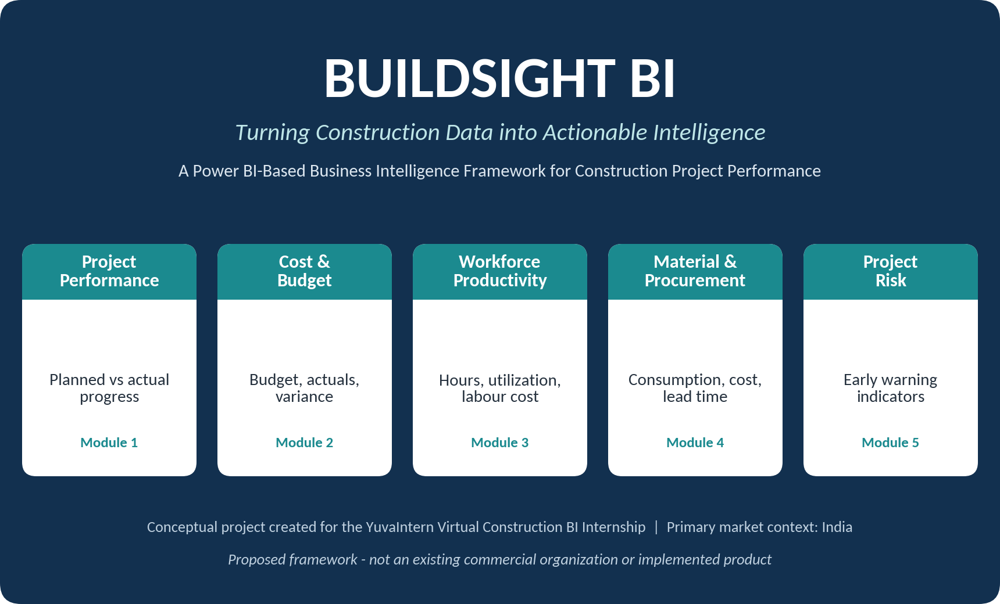 BUILDSIGHT BI
Turning Construction Data into Actionable Intelligence
A Power BI-Based Business Intelligence Framework for Construction Project Performance
Project
Performance
Planned vs actual
progress
Module 1
Cost &
Budget
Budget, actuals,
variance
Module 2
Workforce
Productivity
Hours, utilization,
labour cost
Module 3
Material &
Procurement
Consumption, cost,
lead time
Module 4
Project
Risk
Early warning
indicators
Module 5
Conceptual project created for the YuvaIntern Virtual Construction BI Internship | Primary market context: India
Proposed framework - not an existing commercial organization or implemented product